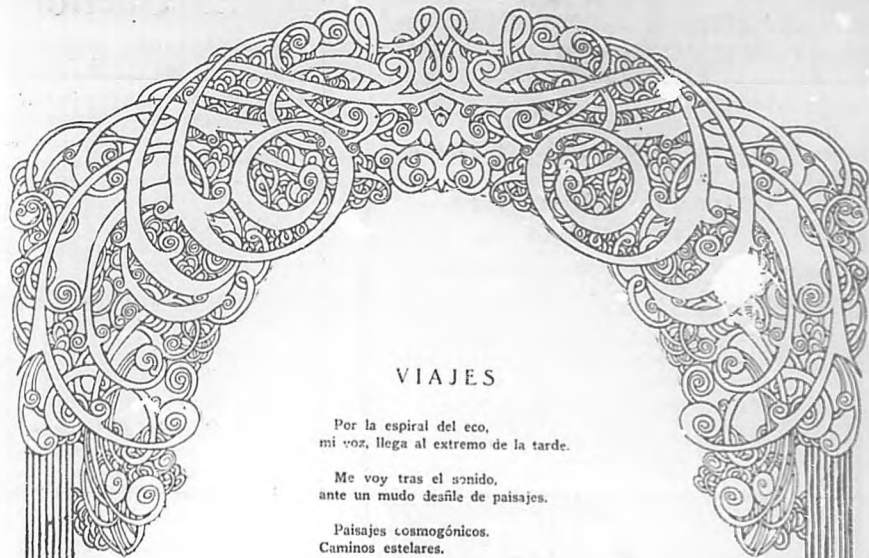 VIAJES
Por la espiral del eco,
mi voz, llega al extremo de la tarde.
Me voy tras el sonido,
ante un mudo desfile de paisajes.
Paisajes cosmogónicos.
Caminos estelares.